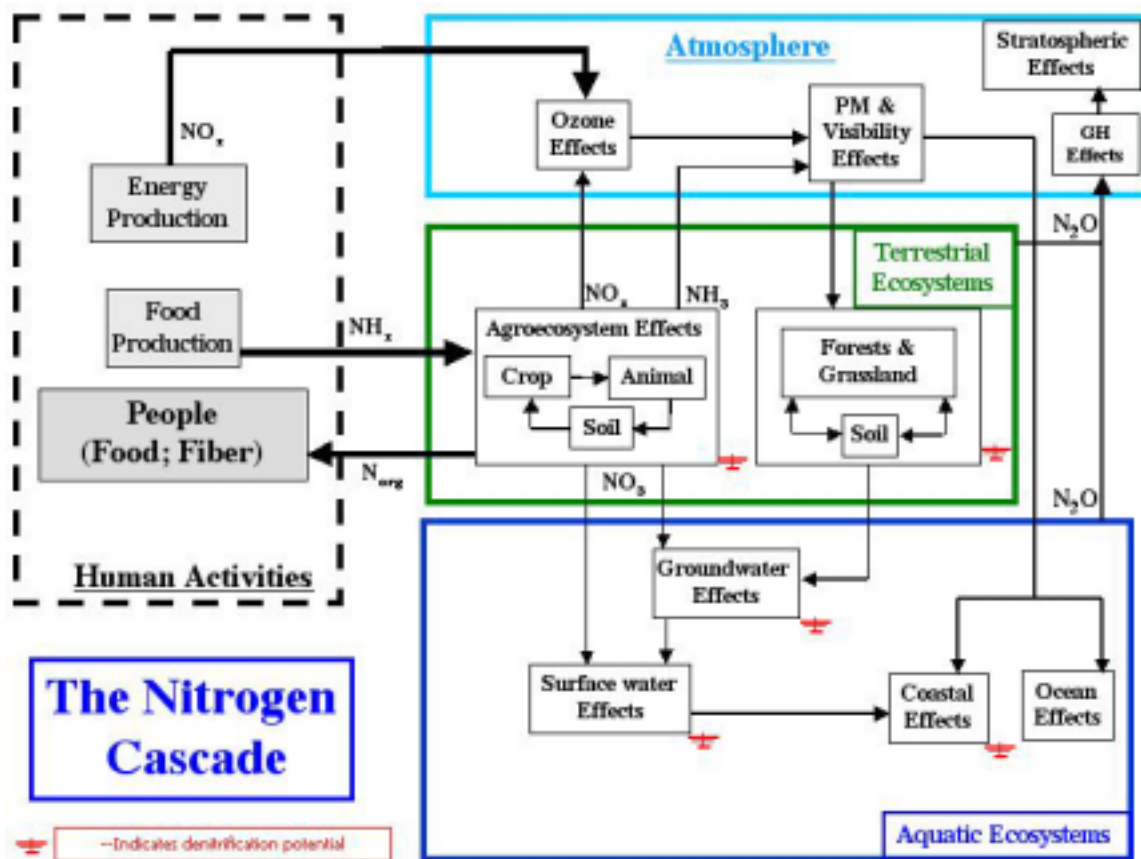 Atmosphere
Stratospheric
Effects
NOx
Ozone
Effects
PM &
Visibility
Effects
GH
Effects
Energy
Production
N2O
Terrestrial
Ecosystems
Food
Production
NHx
NOx
NH3
Agroecosystem Effects
Crop
Animal
Soil
Forests &
Grassland
Soil
People
(Food; Fiber)
Norg
NO3
N2O
Human Activities
Groundwater
Effects
Surface water
Effects
Coastal
Effects
Ocean
Effects
The Nitrogen
Cascade
Aquatic Ecosystems
--Indicates denitrification potential